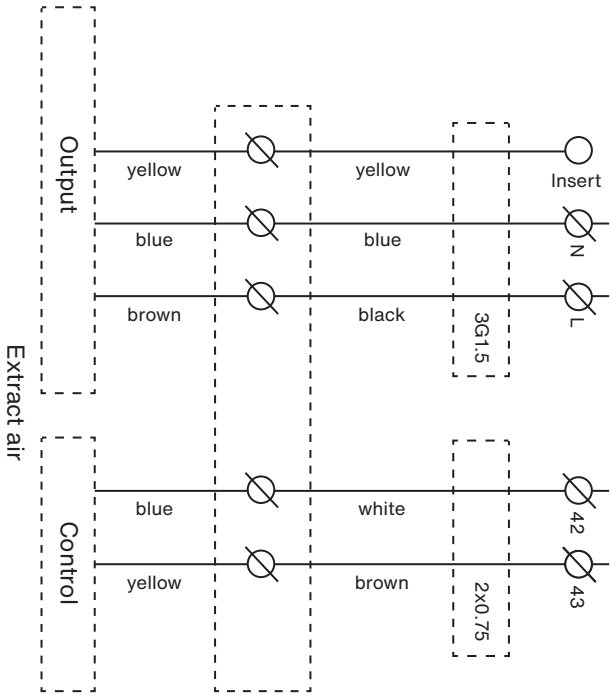 Extract air
Output
yellow
yellow
Insert
blue
blue
N
brown
black
L
3G1.5
Control
blue
white
42
yellow
brown
43
2x0.75